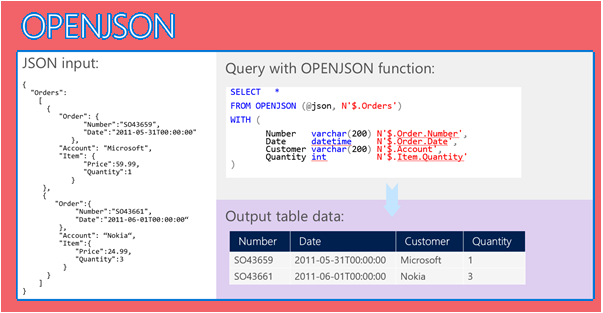 OPENJSON
JSON input:
{
"Orders":
[
{
"Order": {
"Number":"SO43659",
"Date":"2011-05-31T00:00:00"
},
"Account": "Microsoft",
"Item": {
"Price":59.99,
"Quantity":1
}
},
{
"Order":{
"Number":"SO43661",
"Date":"2011-06-01T00:00:00“
},
"Account": “Nokia“,
"Item":{
"Price":24.99,
"Quantity":3
}
}
]
}
Query with OPENJSON function:
SELECT *
FROM OPENJSON (@json, N'$.Orders')
WITH (
Number varchar(200) N'$.Order.Number',
Date datetime N'$.Order.Date',
Customer varchar(200) N'$.Account',
Quantity int N'$.Item.Quantity'
)
Output table data:
Number Date Customer Quantity
SO43659 2011-05-31T00:00:00 Microsoft 1
SO43661 2011-06-01T00:00:00 Nokia 3